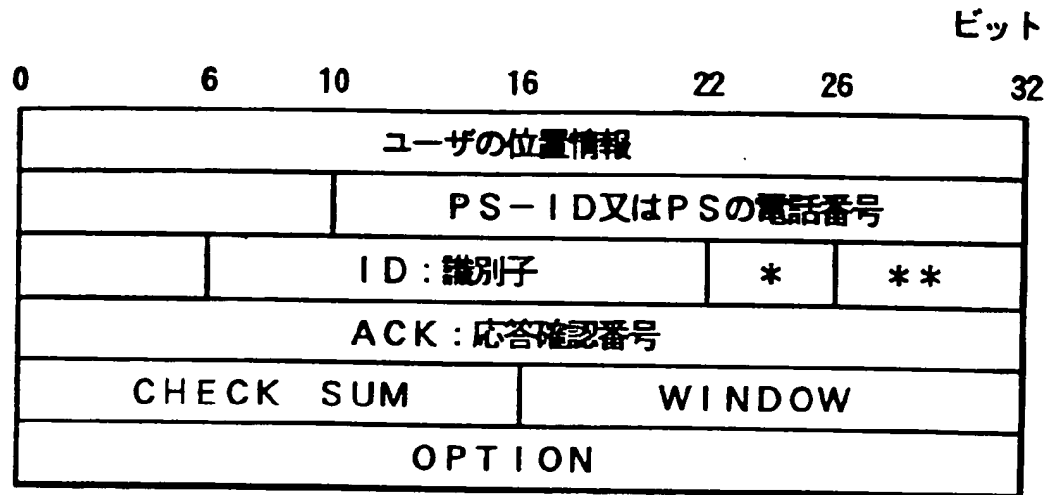 ビット
0 6 10 16 22 26 32
ユーザの位置情報
PS-ID又はPSの電話番号
ID:識別子 * **
ACK:応答確認番号
CHECK SUM WINDOW
OPTION